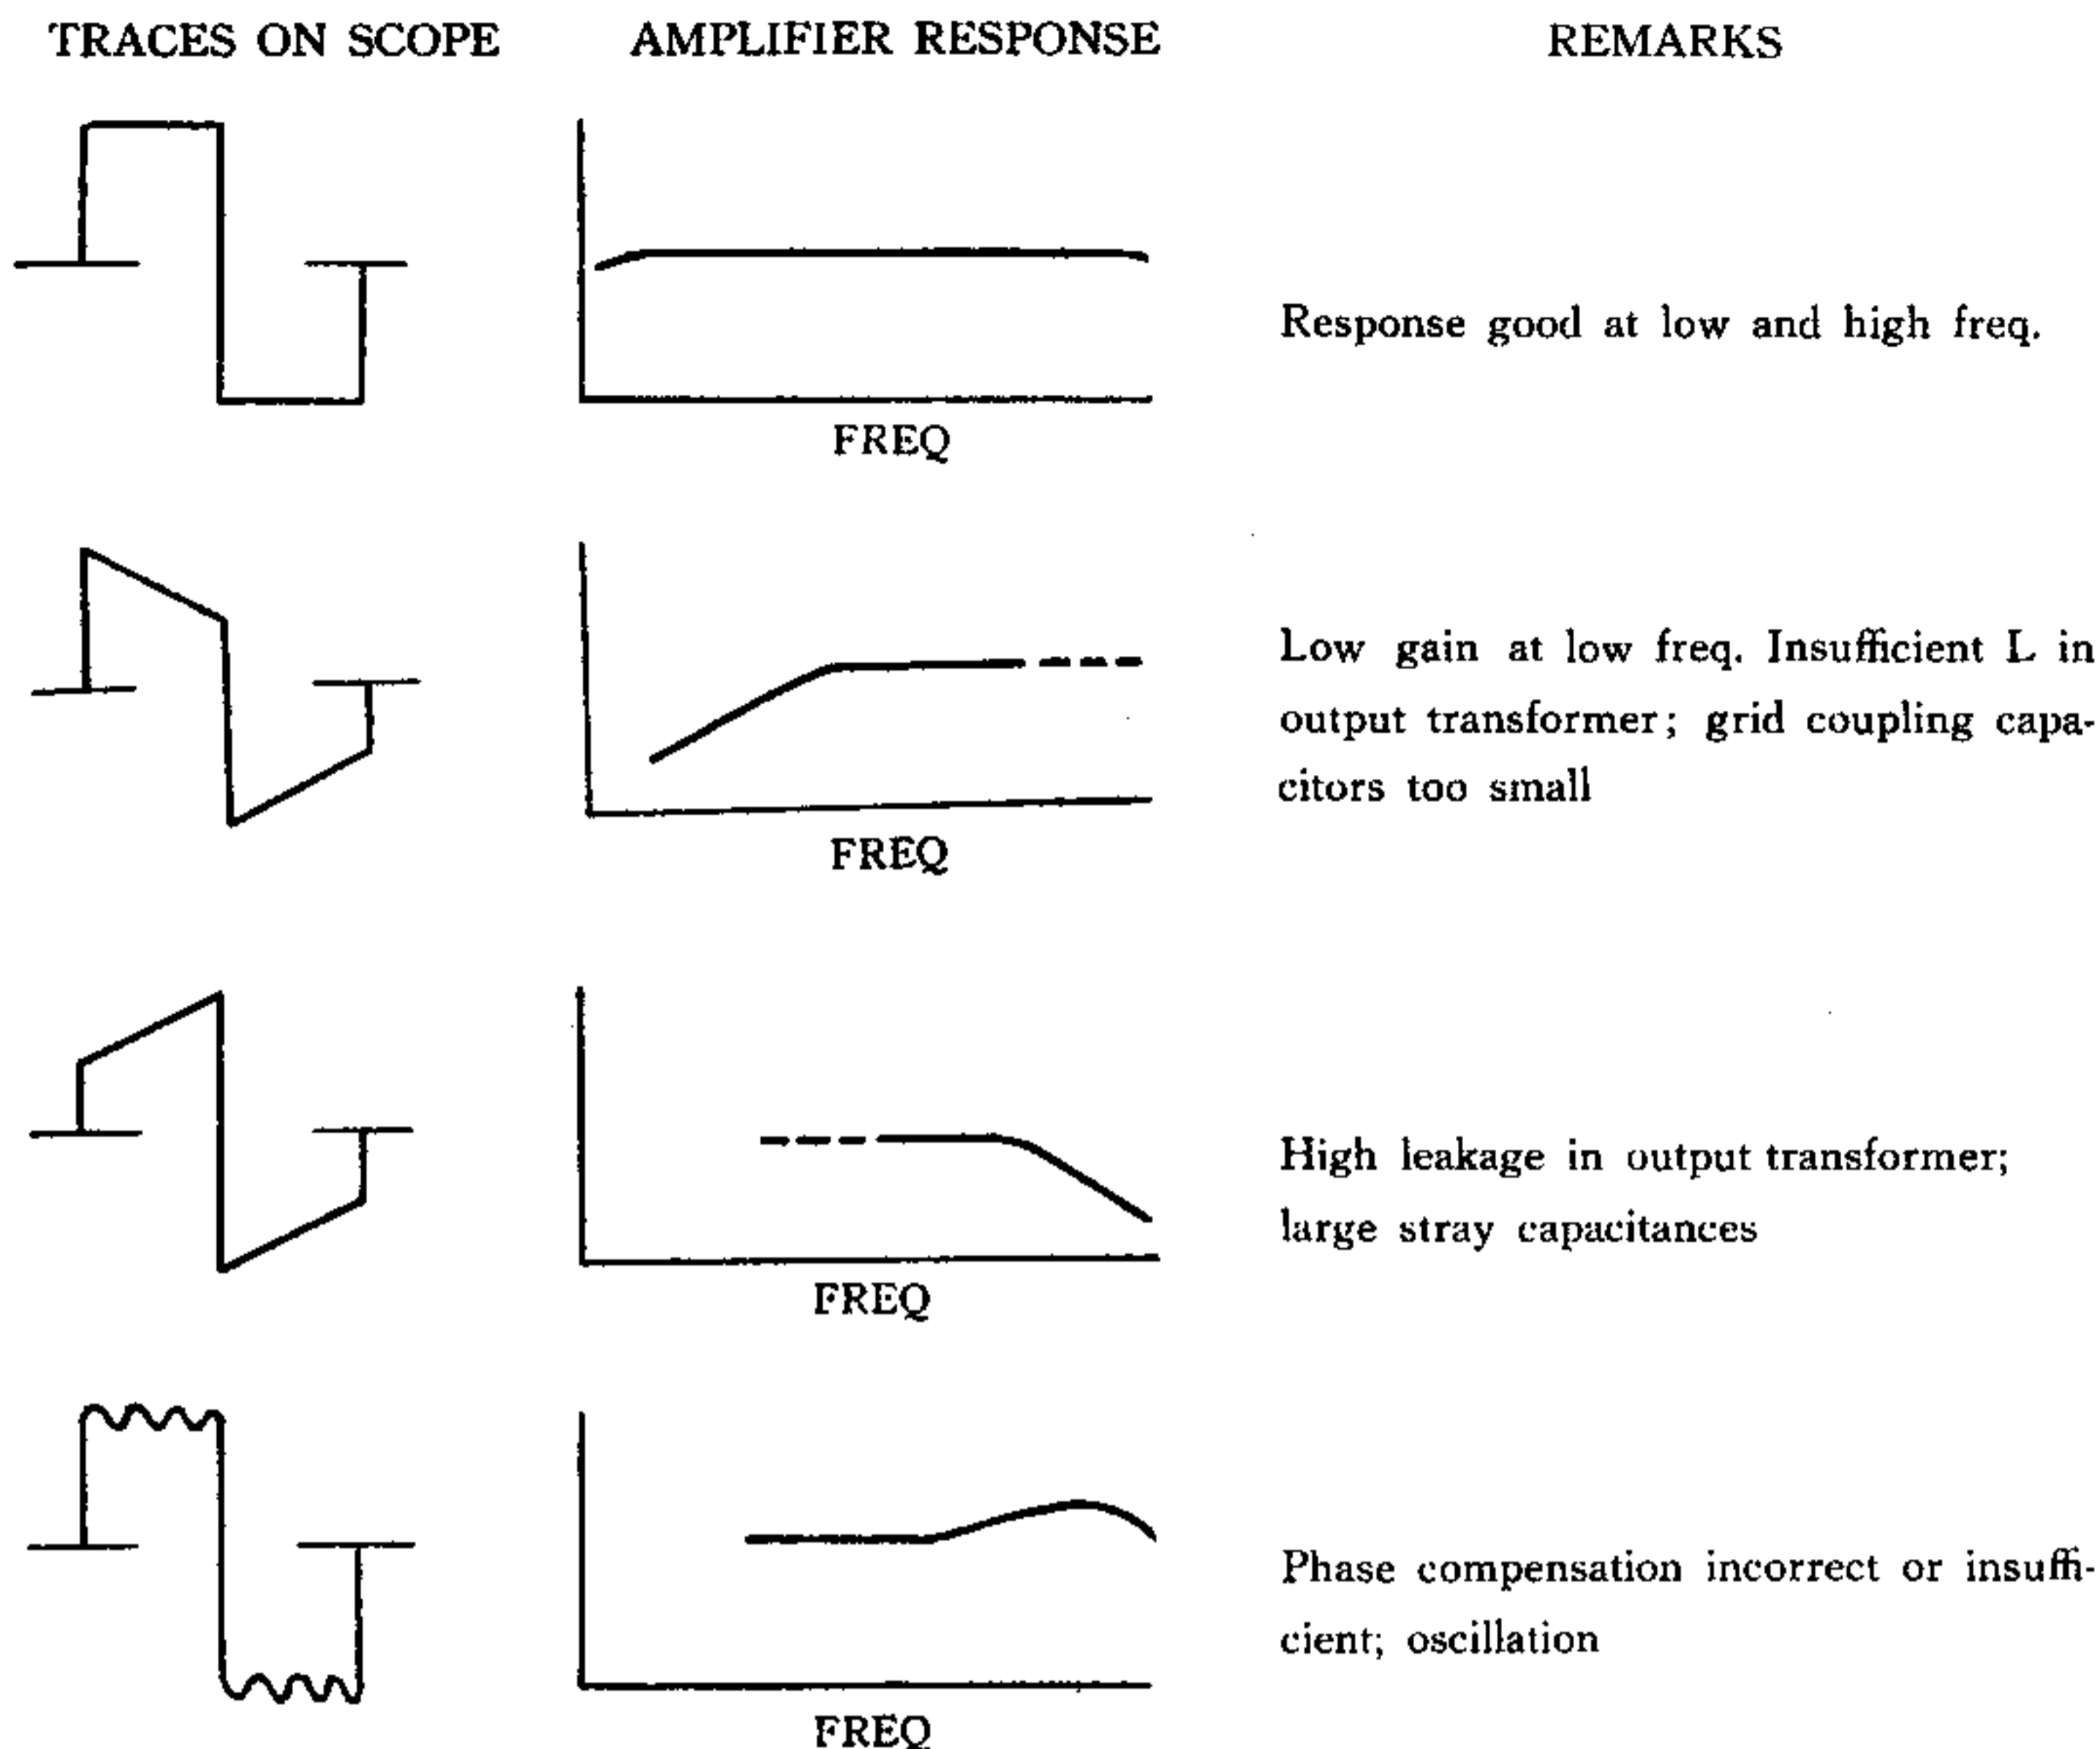 TRACES ON SCOPE AMPLIFIER RESPONSE REMARKS
Response good at low and high freq.
FREQ
Low gain at low freq. Insufficient L in
output transformer; grid coupling capa-
citors too small
FREQ
High leakage in output transformer;
large stray capacitances
FREQ
Phase compensation incorrect or insuffi-
cient; oscillation
FREQ